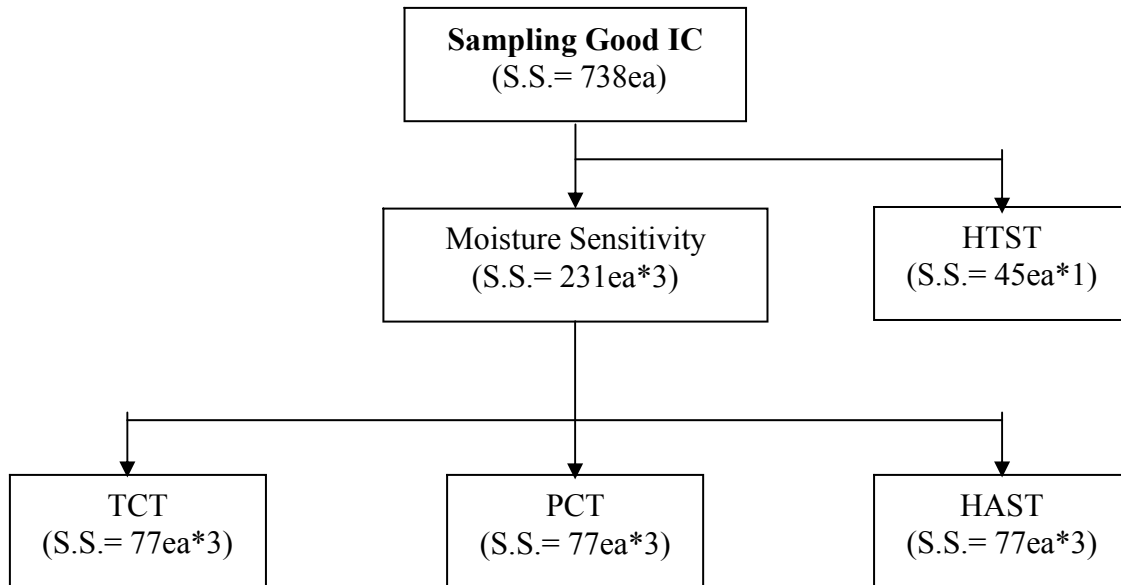 Sampling Good IC
(S.S.= 738ea)
Moisture Sensitivity
(S.S.= 231ea*3)
HTST
(S.S.= 45ea*1)
TCT
(S.S.= 77ea*3)
PCT
(S.S.= 77ea*3)
HAST
(S.S.= 77ea*3)